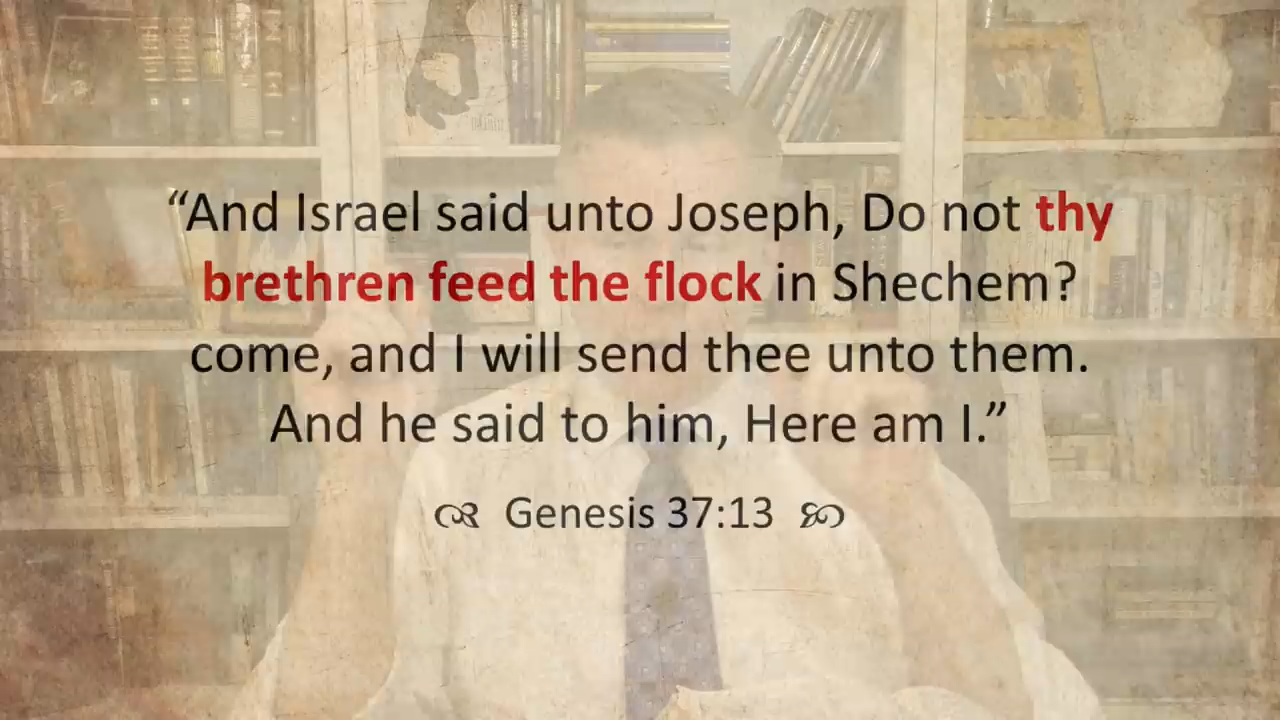 “And Israel said unto Joseph, Do not thy
brethren feed the flock in Shechem?
come, and I will send thee unto them.
And he said to him, Here am I.”
Genesis 37:13